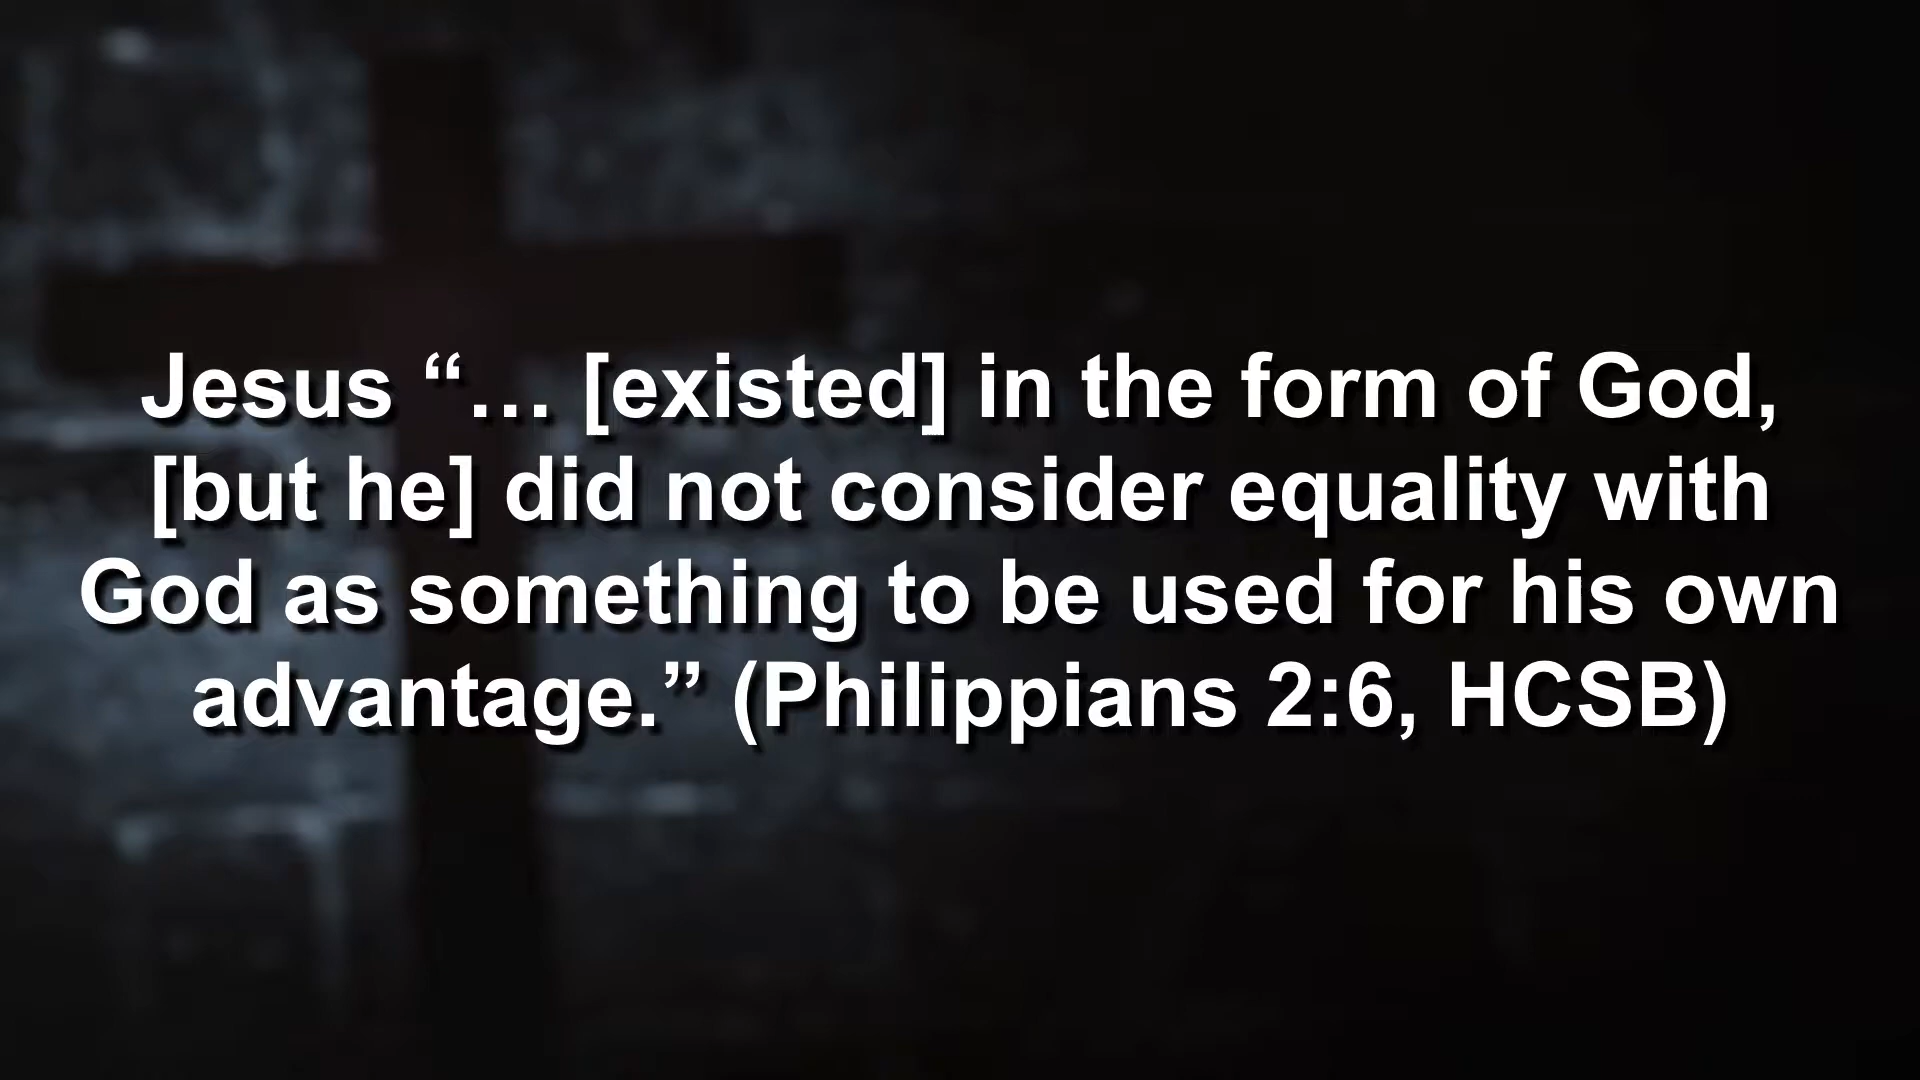 Jesus “… [existed] in the form of God,
[but he] did not consider equality with
God as something to be used for his own
advantage.” (Philippians 2:6, HCSB)